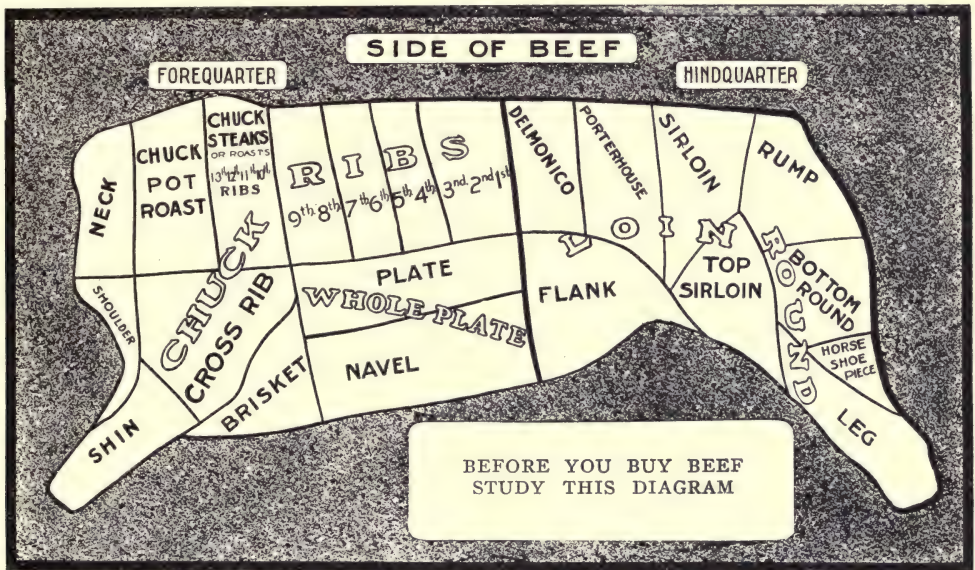 SIDE OF BEEF
FOREQUARTER
HINDQUARTER
NECK
CHUCK
POT
ROAST
CHUCK
STEAKS
OR ROASTS
13th 12th 11th 10th
RIBS
RIBS
9th 8th 7th 6th 5th 4th 3nd 2nd 1st
DELMONICO
PORTERHOUSE
SIRLOIN
RUMP
SHOULDER
CHUCK
CROSS RIB
BRISKET
SHIN
PLATE
WHOLE PLATE
NAVEL
FLANK
LOIN
TOP
SIRLOIN
ROUND
BOTTOM
ROUND
HORSE
SHOE
PIECE
LEG
BEFORE YOU BUY BEEF
STUDY THIS DIAGRAM